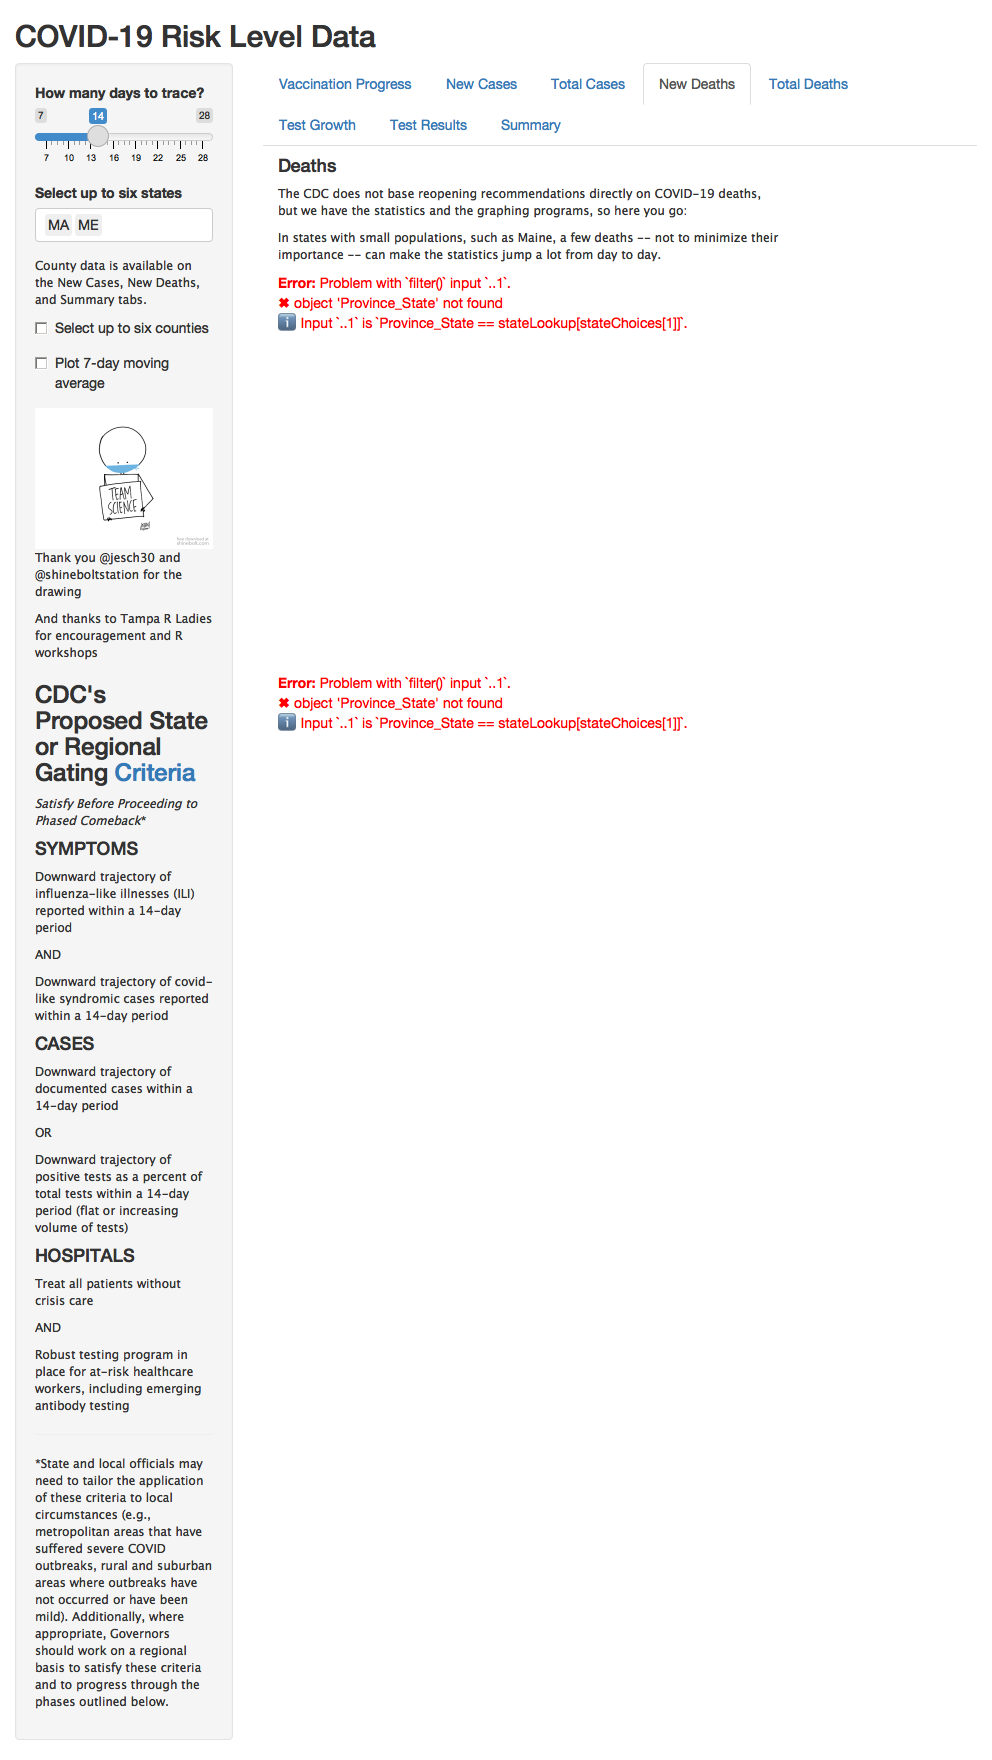 COVID-19 Risk Level Data
How many days to trace?
7 14 28
7 10 13 16 19 22 25 28
Select up to six states
MA ME
County data is available on
the New Cases, New Deaths,
and Summary tabs.
Select up to six counties
Plot 7-day moving
average
TEAM
SCIENCE
free download at
shinebolt.com
Thank you @jesch30 and
@shineboltstation for the
drawing
And thanks to Tampa R Ladies
for encouragement and R
workshops
CDC's
Proposed State
or Regional
Gating Criteria
Satisfy Before Proceeding to
Phased Comeback*
SYMPTOMS
Downward trajectory of
influenza-like illnesses (ILI)
reported within a 14-day
period
AND
Downward trajectory of covid-
like syndromic cases reported
within a 14-day period
CASES
Downward trajectory of
documented cases within a
14-day period
OR
Downward trajectory of
positive tests as a percent of
total tests within a 14-day
period (flat or increasing
volume of tests)
HOSPITALS
Treat all patients without
crisis care
AND
Robust testing program in
place for at-risk healthcare
workers, including emerging
antibody testing
*State and local officials may
need to tailor the application
of these criteria to local
circumstances (e.g.,
metropolitan areas that have
suffered severe COVID
outbreaks, rural and suburban
areas where outbreaks have
not occurred or have been
mild). Additionally, where
appropriate, Governors
should work on a regional
basis to satisfy these criteria
and to progress through the
phases outlined below.
Vaccination Progress New Cases Total Cases New Deaths Total Deaths
Test Growth Test Results Summary
Deaths
The CDC does not base reopening recommendations directly on COVID-19 deaths,
but we have the statistics and the graphing programs, so here you go:
In states with small populations, such as Maine, a few deaths -- not to minimize their
importance -- can make the statistics jump a lot from day to day.
Error: Problem with `filter()` input `..1`.
✖ object 'Province_State' not found
ℹ Input `..1` is `Province_State == stateLookup[stateChoices[1]]`.
Error: Problem with `filter()` input `..1`.
✖ object 'Province_State' not found
ℹ Input `..1` is `Province_State == stateLookup[stateChoices[1]]`.